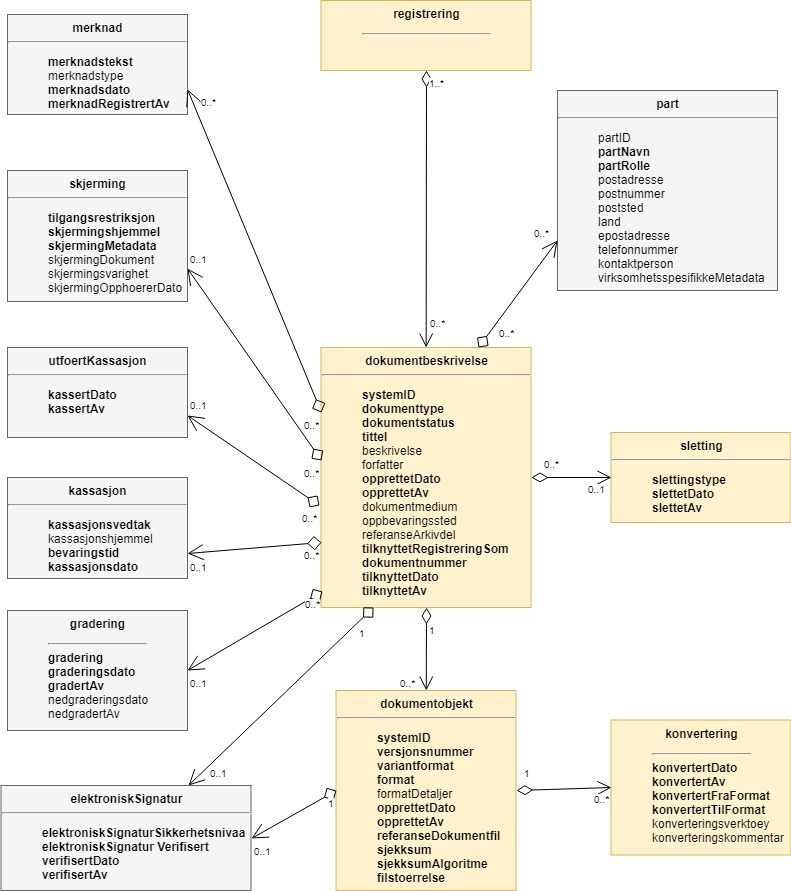 merknad
merknadstekst
merknadstype
merknadsdato
merknadRegistrertAv
0..*
registrering
1..*
part
partID
partNavn
partRolle
postadresse
postnummer
poststed
land
epostadresse
telefonnummer
kontaktperson
virksomhetsspesifikkeMetadata
0..*
0..*
skjerming
tilgangsrestriksjon
skjermingshjemmel
skjermingMetadata
skjermingDokument
skjermingsvarighet
skjermingOpphoererDato
0..1
0..*
utfoertKassasjon
kassertDato
kassertAv
0..1
dokumentbeskrivelse
systemID
dokumenttype
dokumentstatus
tittel
beskrivelse
forfatter
opprettetDato
opprettetAv
dokumentmedium
oppbevaringssted
referanseArkivdel
tilknyttetRegistreringSom
dokumentnummer
tilknyttetDato
tilknyttetAv
0..*
0..*
0..*
0..*
0..*
1
1
sletting
slettingstype
slettetDato
slettetAv
0..*
0..1
kassasjon
kassasjonsvedtak
kassasjonshjemmel
bevaringstid
kassasjonsdato
0..1
gradering
gradering
graderingsdato
gradertAv
nedgraderingsdato
nedgradertAv
0..1
0..*
dokumentobjekt
systemID
versjonsnummer
variantformat
format
formatDetaljer
opprettetDato
opprettetAv
referanseDokumentfil
sjekksum
sjekksumAlgoritme
filstoerrelse
1
1
konvertering
konvertertDato
konvertertAv
konvertertFraFormat
konvertertTilFormat
konverteringsverktoey
konverteringskommentar
0..*
elektroniskSignatur
elektroniskSignaturSikkerhetsnivaa
elektroniskSignatur Verifisert
verifisertDato
verifisertAv
0..1
0..1